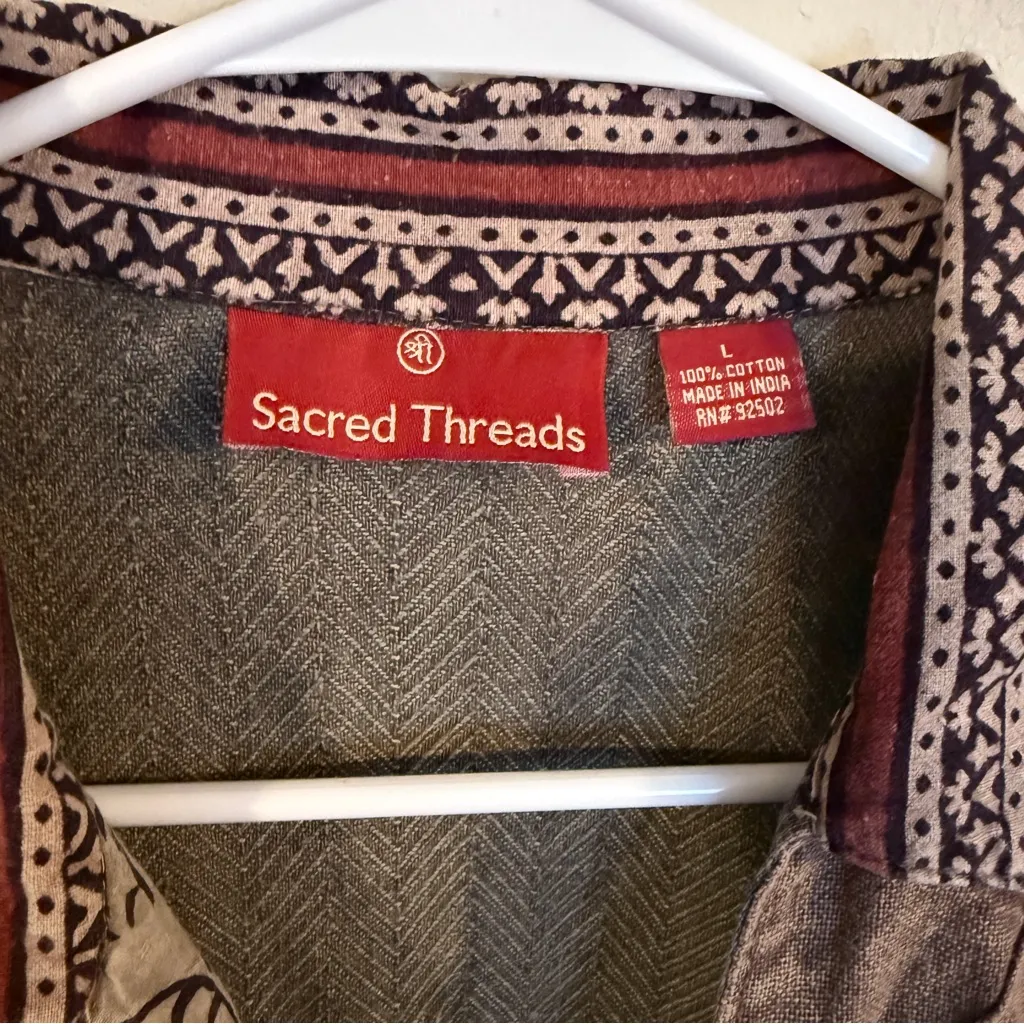 श्री
Sacred Threads
L
100% COTTON
MADE IN INDIA
RN# 92502